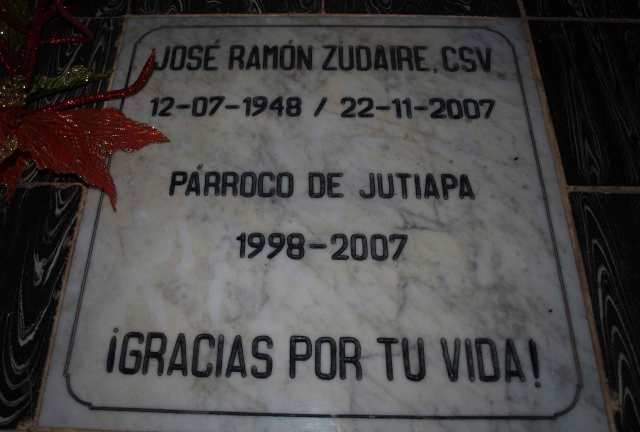 JOSÉ RAMÓN ZUDAIRE, CSV
12-07-1948 / 22-11-2007
PÁRROCO DE JUTIAPA
1998-2007
¡GRACIAS POR TU VIDA!